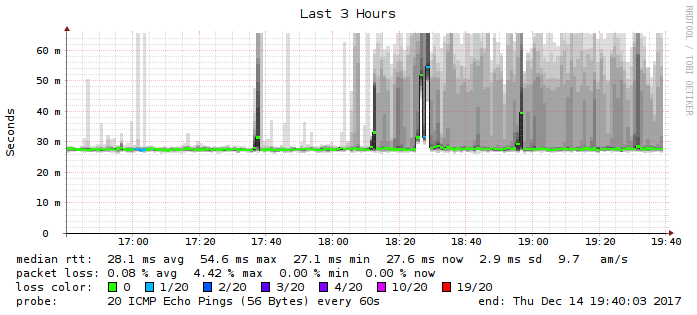 Last 3 Hours
RRDTOOL / TOBI OETIKER
Seconds
60 m
50 m
40 m
30 m
20 m
10 m
0
17:00 17:20 17:40 18:00 18:20 18:40 19:00 19:20 19:40
median rtt: 28.1 ms avg 54.6 ms max 27.1 ms min 27.6 ms now 2.9 ms sd 9.7 am/s
packet loss: 0.08 % avg 4.42 % max 0.00 % min 0.00 % now
loss color: 0 1/20 2/20 3/20 4/20 10/20 19/20
probe: 20 ICMP Echo Pings (56 Bytes) every 60s end: Thu Dec 14 19:40:03 2017